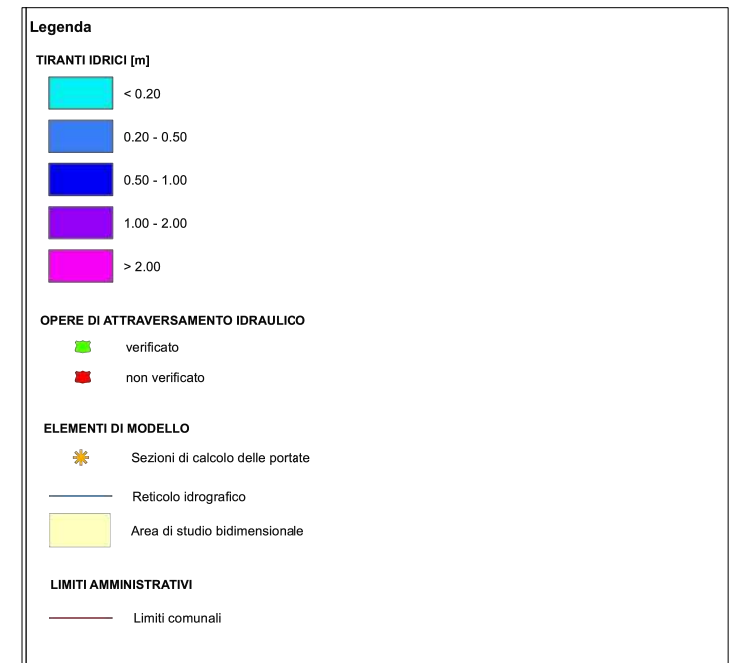 Legenda
TIRANTI IDRICI [m]
< 0.20
0.20 - 0.50
0.50 - 1.00
1.00 - 2.00
> 2.00
OPERE DI ATTRAVERSAMENTO IDRAULICO
verificato
non verificato
ELEMENTI DI MODELLO
Sezioni di calcolo delle portate
Reticolo idrografico
Area di studio bidimensionale
LIMITI AMMINISTRATIVI
Limiti comunali